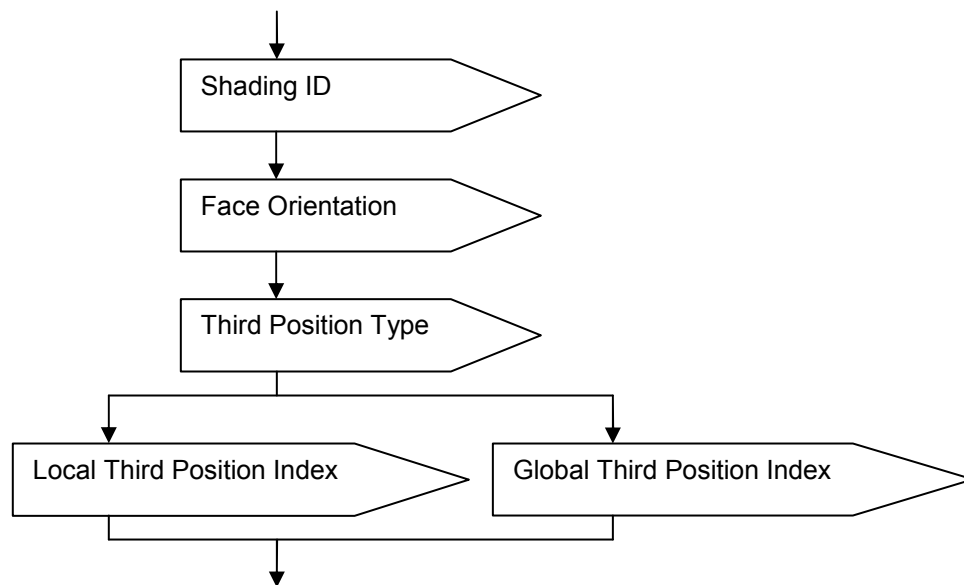 Shading ID
Face Orientation
Third Position Type
Local Third Position Index
Global Third Position Index